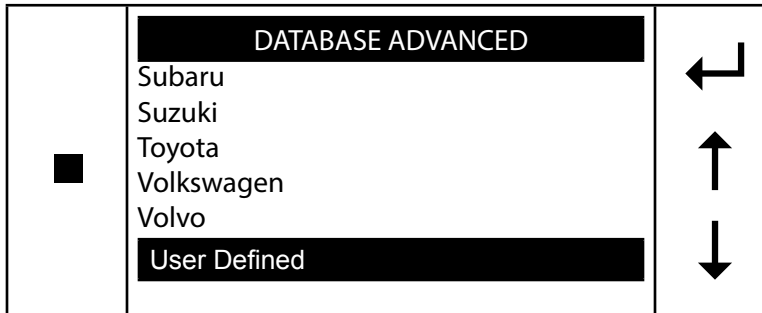 DATABASE ADVANCED
Subaru
Suzuki
Toyota
Volkswagen
Volvo
User Defined